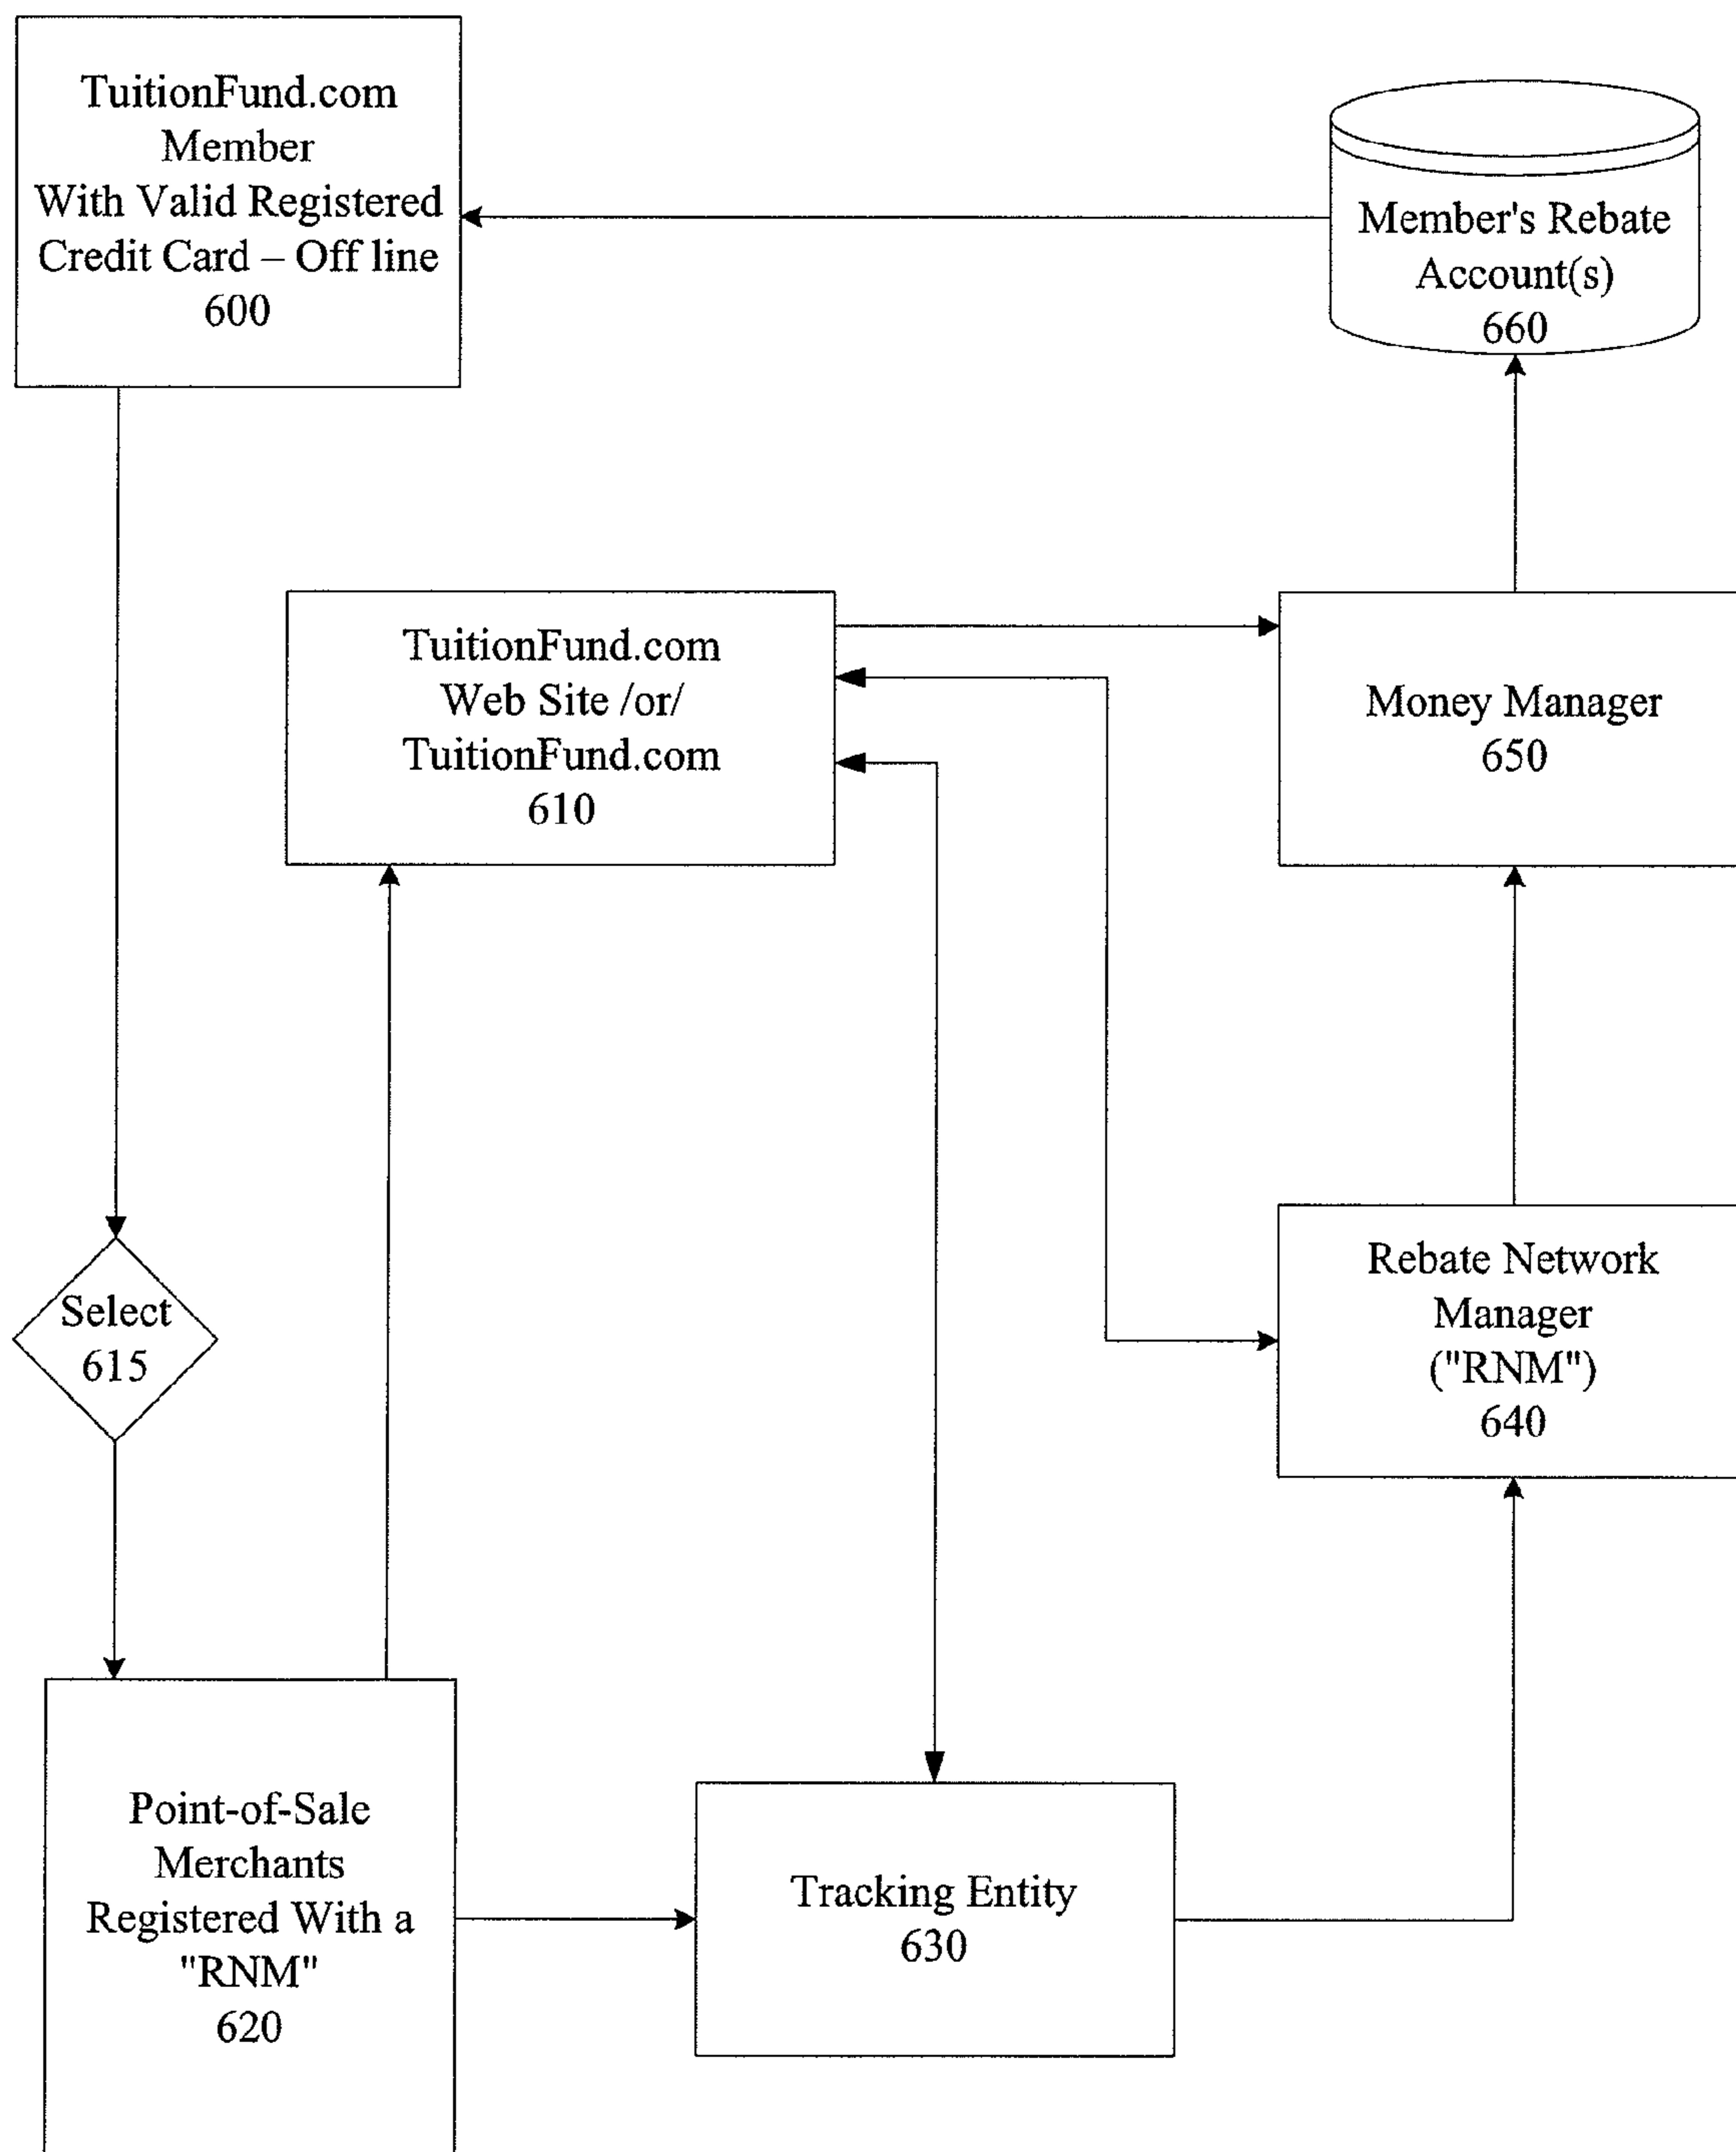 TuitionFund.com
Member
With Valid Registered
Credit Card – Off line
600
Member's Rebate
Account(s)
660
TuitionFund.com
Web Site /or/
TuitionFund.com
610
Money Manager
650
Select
615
Rebate Network
Manager
("RNM")
640
Point-of-Sale
Merchants
Registered With a
"RNM"
620
Tracking Entity
630